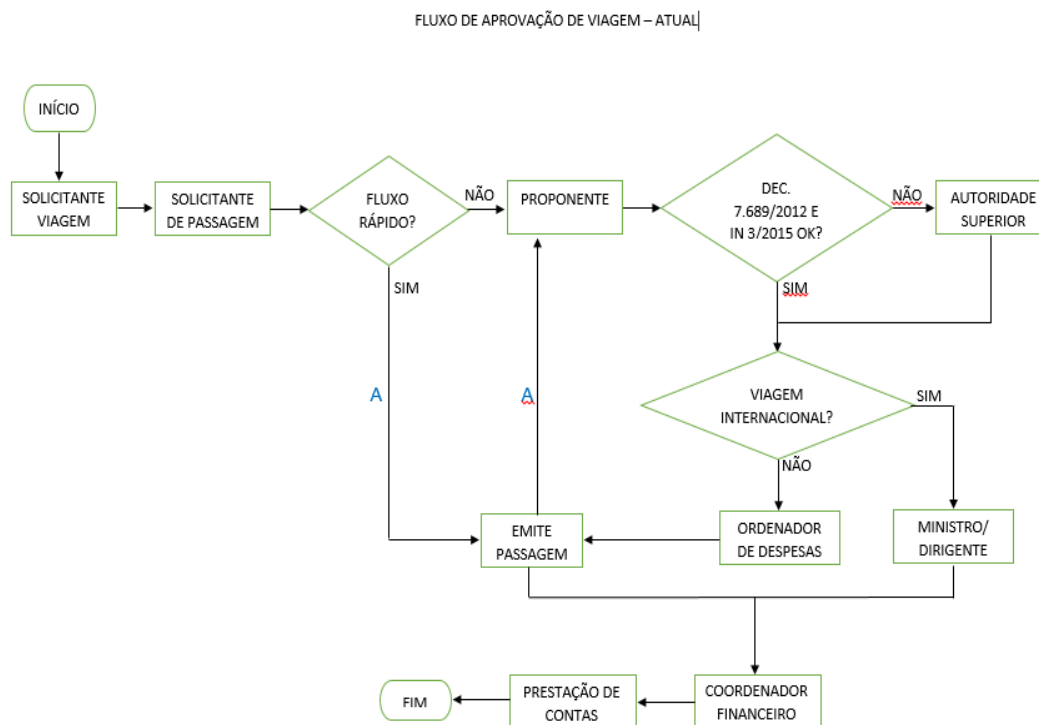 FLUXO DE APROVAÇÃO DE VIAGEM – ATUAL
INÍCIO
SOLICITANTE
VIAGEM
SOLICITANTE
DE PASSAGEM
FLUXO
RÁPIDO?
NÃO
SIM
PROPONENTE
DEC.
7.689/2012 E
IN 3/2015 OK?
NÃO
SIM
AUTORIDADE
SUPERIOR
A
A
VIAGEM
INTERNACIONAL?
SIM
NÃO
EMITE
PASSAGEM
ORDENADOR
DE DESPESAS
MINISTRO/
DIRIGENTE
FIM
PRESTAÇÃO DE
CONTAS
COORDENADOR
FINANCEIRO